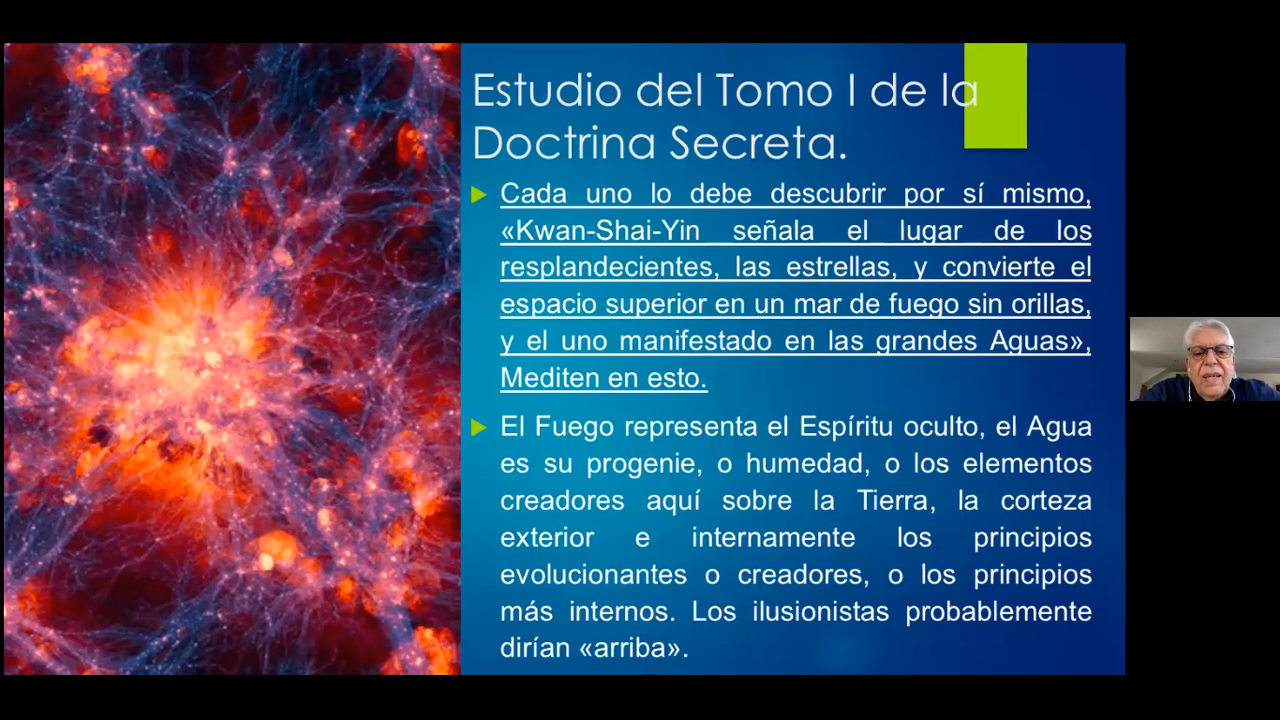 Estudio del Tomo I de la
Doctrina Secreta.
Cada uno lo debe descubrir por sí mismo,
«Kwan-Shai-Yin señala el lugar de los
resplandecientes, las estrellas, y convierte el
espacio superior en un mar de fuego sin orillas,
y el uno manifestado en las grandes Aguas»,
Mediten en esto.
El Fuego representa el Espíritu oculto, el Agua
es su progenie, o humedad, o los elementos
creadores aquí sobre la Tierra, la corteza
exterior e internamente los principios
evolucionantes o creadores, o los principios
más internos. Los ilusionistas probablemente
dirían «arriba».